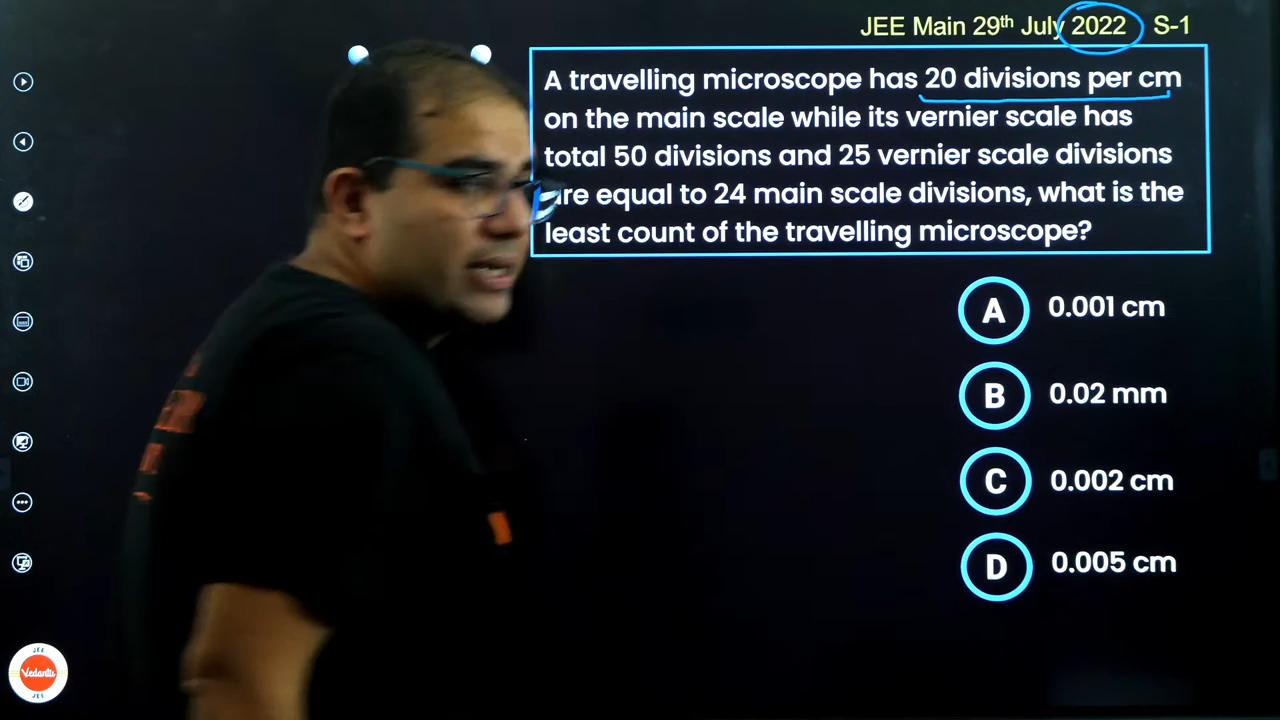 JEE Main 29th July 2022 S-1
A travelling microscope has 20 divisions per cm
on the main scale while its vernier scale has
total 50 divisions and 25 vernier scale divisions
are equal to 24 main scale divisions, what is the
least count of the travelling microscope?
A 0.001 cm
B 0.02 mm
C 0.002 cm
D 0.005 cm
JEE
Vedantu
JEE